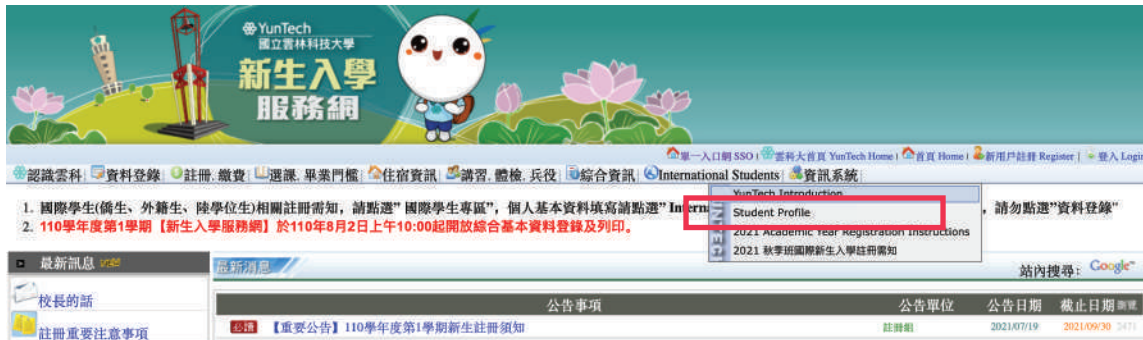 YunTech
國立雲林科技大學
新生入學
服務網
單一入口網 SSO | 雲科大首頁 YunTech Home | 首頁 Home | 新用戶註冊 Register | 登入 Login
認識雲科 資料登錄 註冊. 繳費 選課. 畢業門檻 住宿資訊 講習. 體檢. 兵役 綜合資訊 International Students 資訊系統
YunTech Introduction
Student Profile
2021 Academic Year Registration Instructions
2021 秋季班國際新生入學註冊需知
1. 國際學生(僑生、外籍生、陸學位生)相關註冊需知，請點選” 國際學生專區”，個人基本資料填寫請點選” Intern ，請勿點選”資料登錄”
2. 110學年度第1學期【新生入學服務網】於110年8月2日上午10:00起開放綜合基本資料登錄及列印。
最新訊息
最新消息
站內搜尋: Google
校長的話
註冊重要注意事項
公告事項 公告單位 公告日期 截止日期
必讀 【重要公告】110學年度第1學期新生註冊須知 註冊組 2021/07/19 2021/09/30 2471